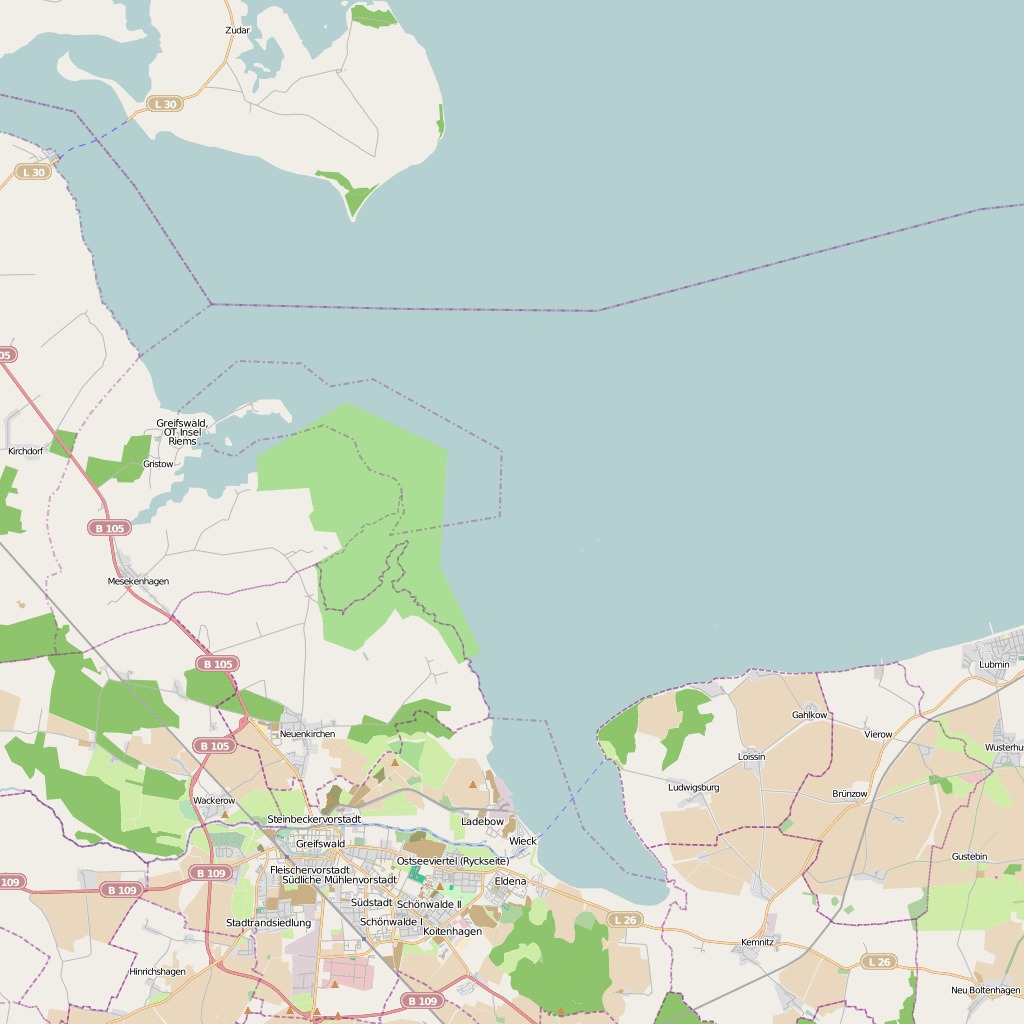 Zudar
L 30
L 30
05
Greifswald,
OT Insel
Riems
Kirchdorf
Gristow
B 105
Mesekenhagen
B 105
Lubmin
Gahlkow
Neuenkirchen
Vierow
B 105
Wusterhu
Loissin
Ludwigsburg
Brünzow
Wackerow
Steinbeckervorstadt
Ladebow
Greifswald
Wieck
Gustebin
Ostseeviertel (Ryckseite)
Fleischervorstadt
B 109
Südliche Mühlenvorstadt
Eldena
109
B 109
Südstadt
Schönwalde II
Stadtrandsiedlung
Schönwalde I
L 26
Koitenhagen
Kemnitz
L 26
Hinrichshagen
Neu Boltenhagen
B 109